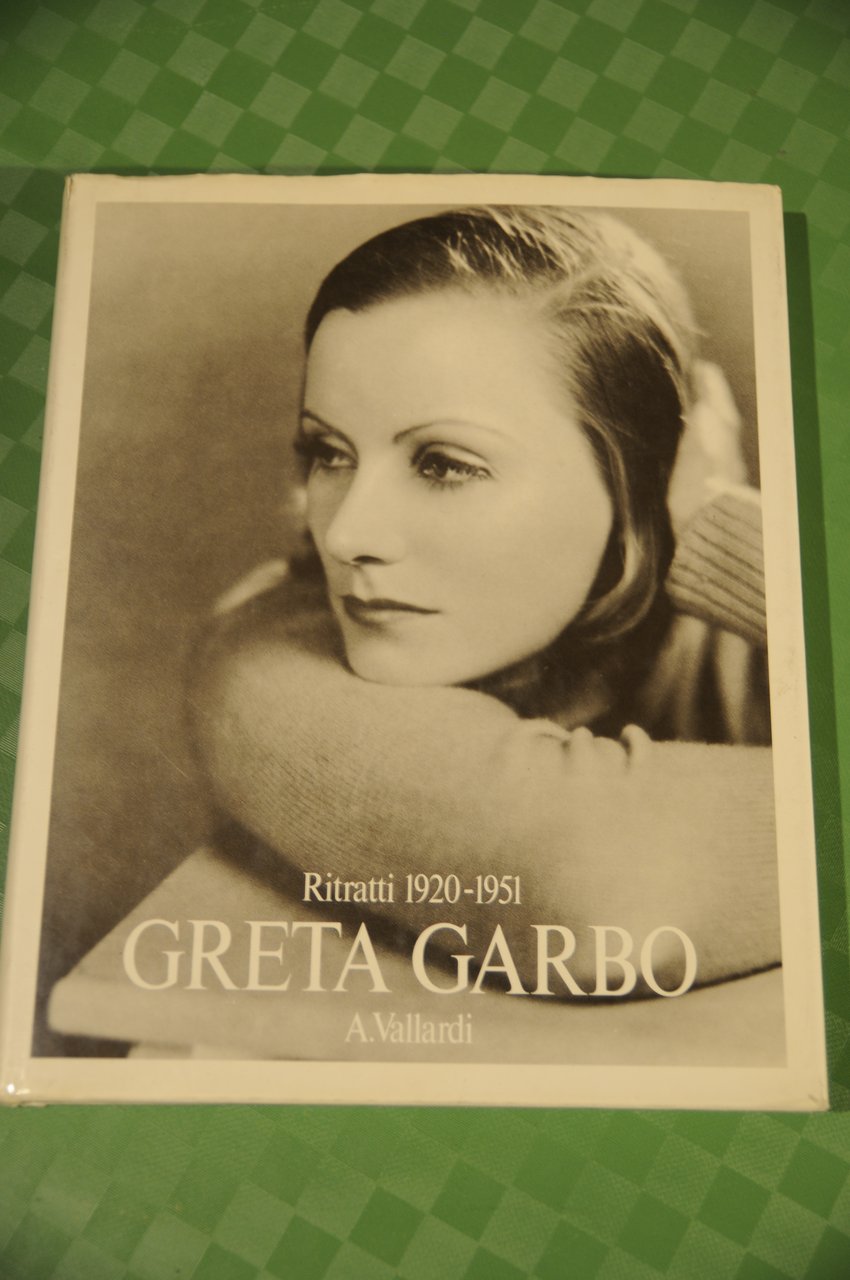 Ritratti 1920-1951
GRETA GARBO
A.Vallardi